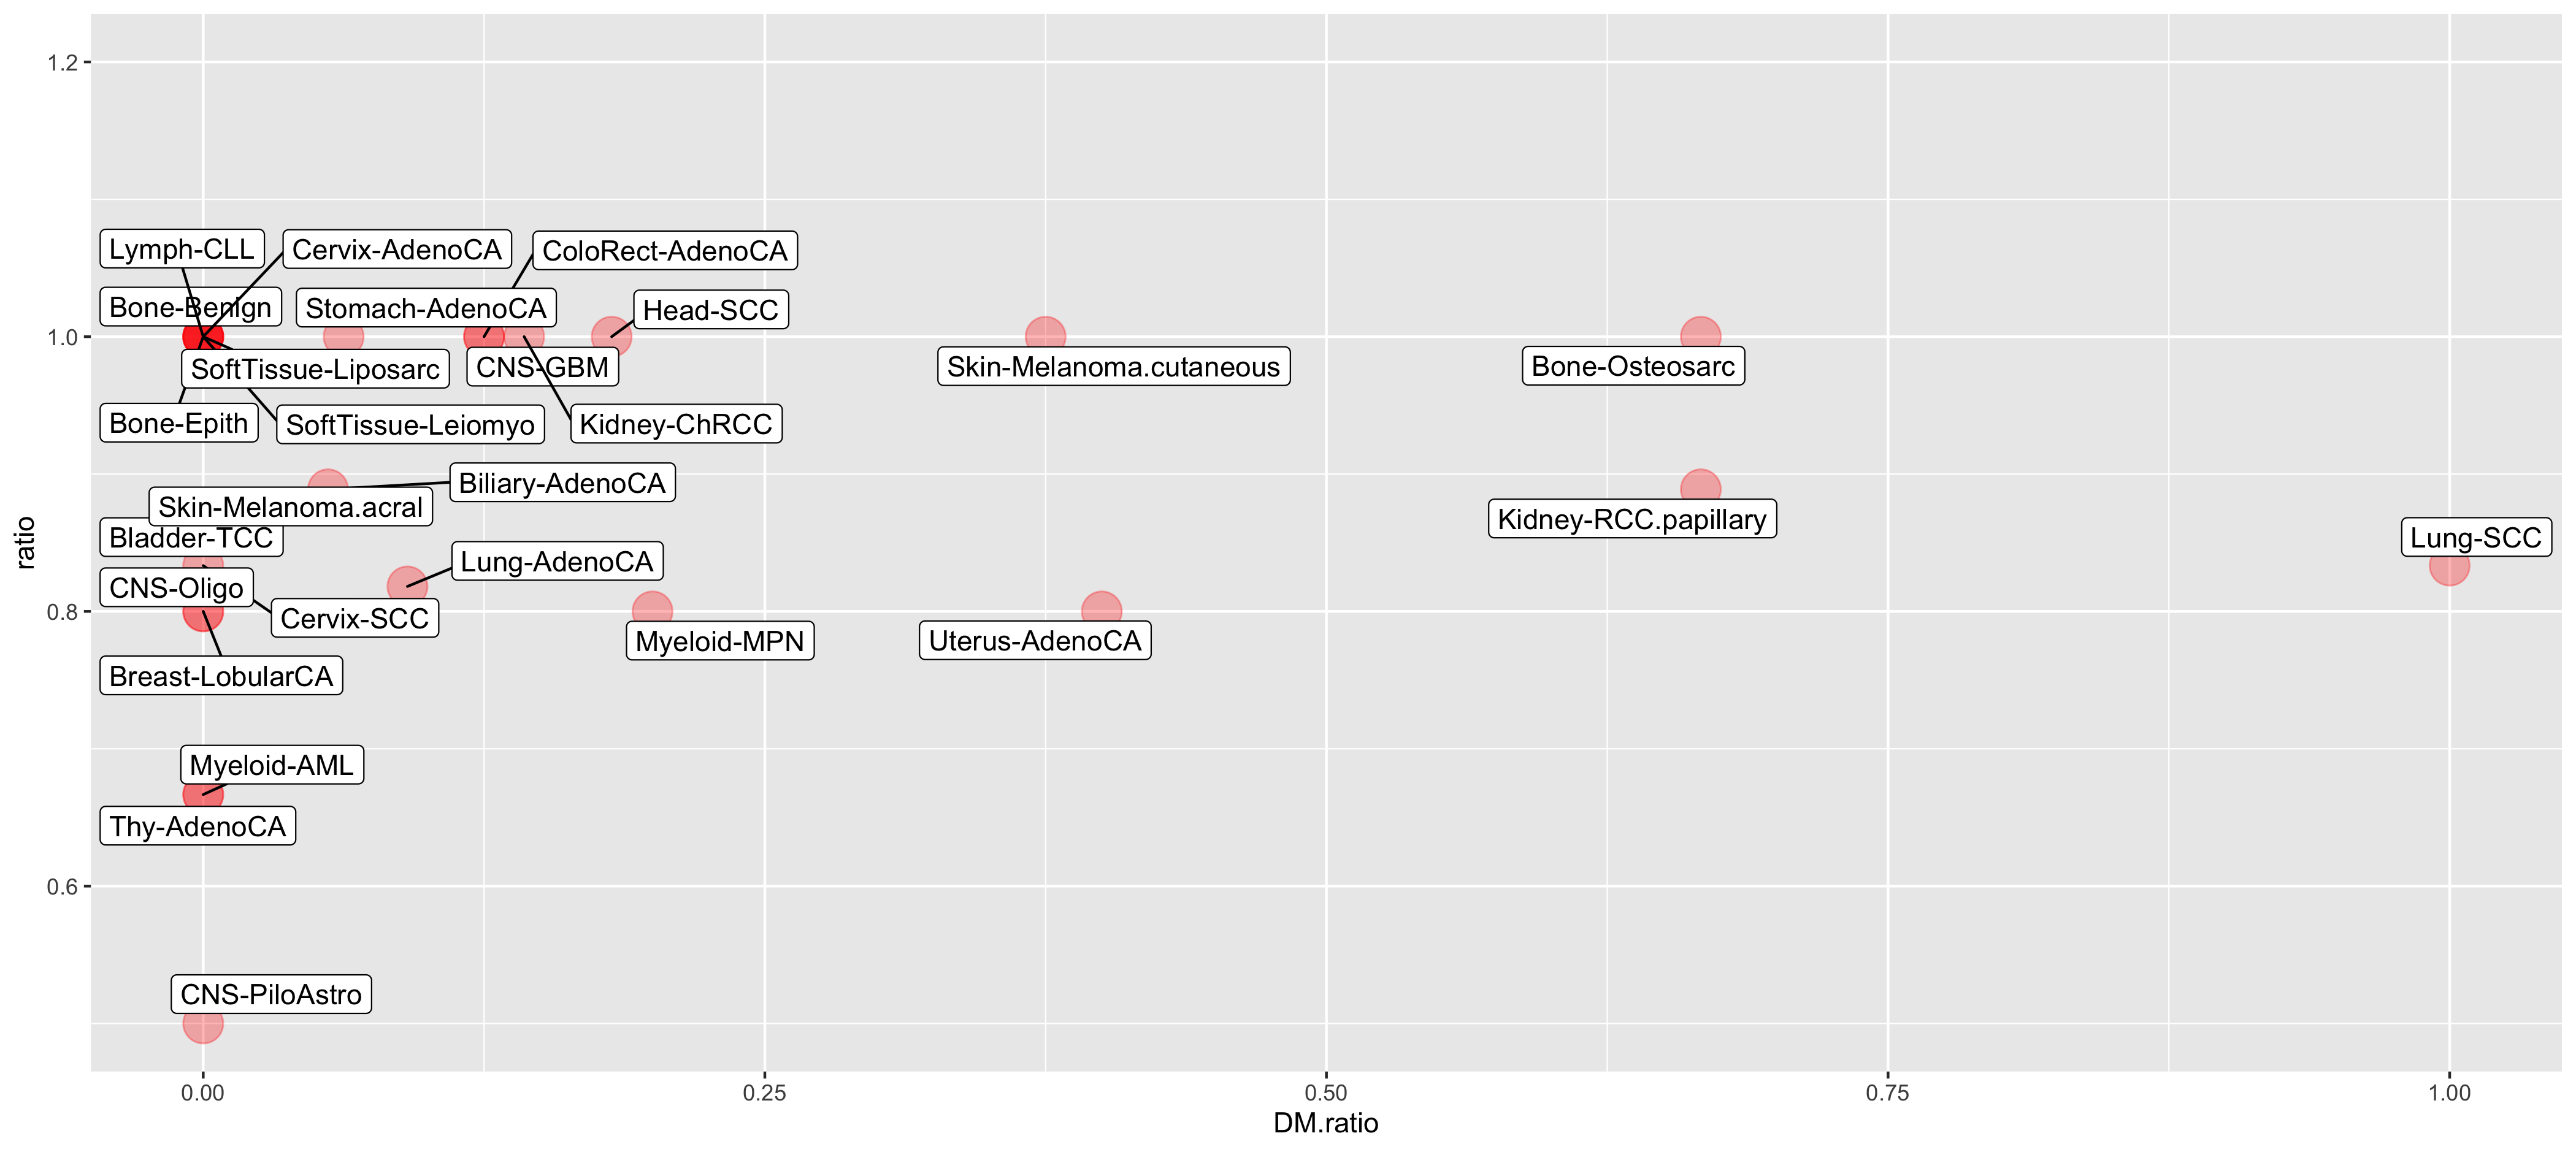 1.2
Lymph-CLL
Cervix-AdenoCA
ColoRect-AdenoCA
Bone-Benign
Stomach-AdenoCA
Head-SCC
1.0
SoftTissue-Liposarc
CNS-GBM
Skin-Melanoma.cutaneous
Bone-Osteosarc
Bone-Epith
SoftTissue-Leiomyo
Kidney-ChRCC
Biliary-AdenoCA
Skin-Melanoma.acral
Kidney-RCC.papillary
Bladder-TCC
Lung-SCC
ratio
Lung-AdenoCA
CNS-Oligo
0.8
Cervix-SCC
Myeloid-MPN
Uterus-AdenoCA
Breast-LobularCA
Myeloid-AML
Thy-AdenoCA
0.6
CNS-PiloAstro
0.00
0.25
0.50
0.75
1.00
DM.ratio